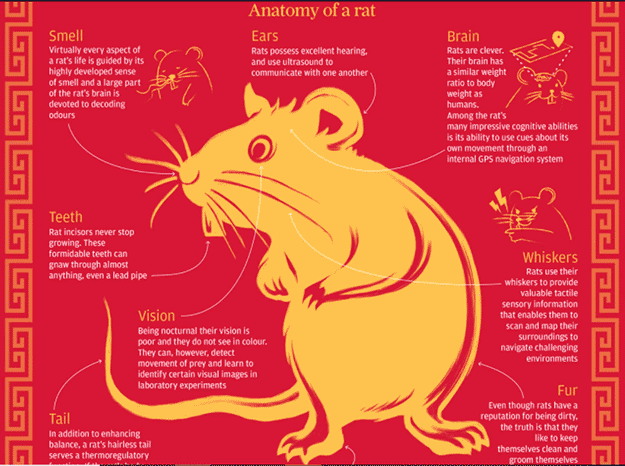 Anatomy of a rat
Smell
Virtually every aspect of
a rat's life is guided by its
highly developed sense
of smell and a large part
of the rat's brain is
devoted to decoding
odours
Ears
Rats possess excellent hearing,
and use ultrasound to
communicate with one another
Brain
Rats are clever.
Their brain has
a similar weight
ratio to body
weight as
humans.
Among the rat's
many impressive cognitive abilities
is its ability to use cues about its
own movement through an
internal GPS navigation system
Teeth
Rat incisors never stop
growing. These
formidable teeth can
gnaw through almost
anything, even a lead pipe
Whiskers
Rats use their
whiskers to provide
valuable tactile
sensory information
that enables them to
scan and map their
surroundings to
navigate challenging
environments
Vision
Being nocturnal their vision is
poor and they do not see in colour.
They can, however, detect
movement of prey and learn to
identify certain visual images in
laboratory experiments
Tail
In addition to enhancing
balance, a rat's hairless tail
serves a thermoregulatory
Fur
Even though rats have a
reputation for being dirty,
the truth is that they
like to keep
themselves clean and
groom themselves